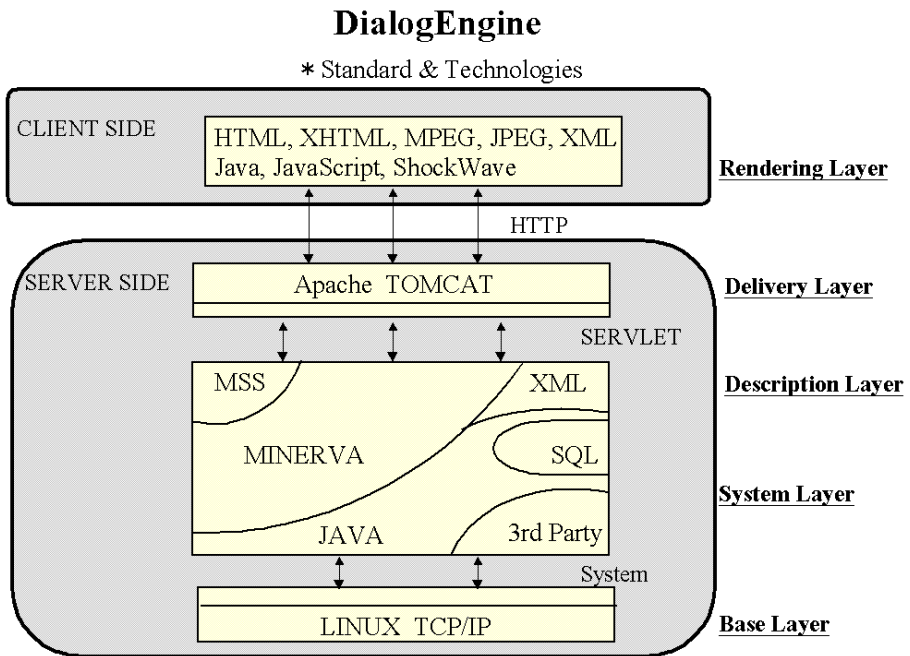 DialogEngine
* Standard & Technologies
CLIENT SIDE
HTML, XHTML, MPEG, JPEG, XML
Java, JavaScript, ShockWave
Rendering Layer
HTTP
SERVER SIDE
Apache TOMCAT
Delivery Layer
SERVLET
MSS
XML
Description Layer
MINERVA
SQL
System Layer
JAVA
3rd Party
System
LINUX TCP/IP
Base Layer